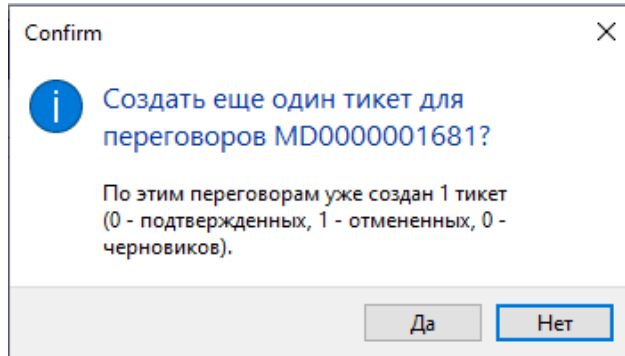 Confirm
Создать еще один тикет для
переговоров MD0000001681?
По этим переговорам уже создан 1 тикет
(0 - подтвержденных, 1 - отмененных, 0 -
черновиков).
Да
Нет